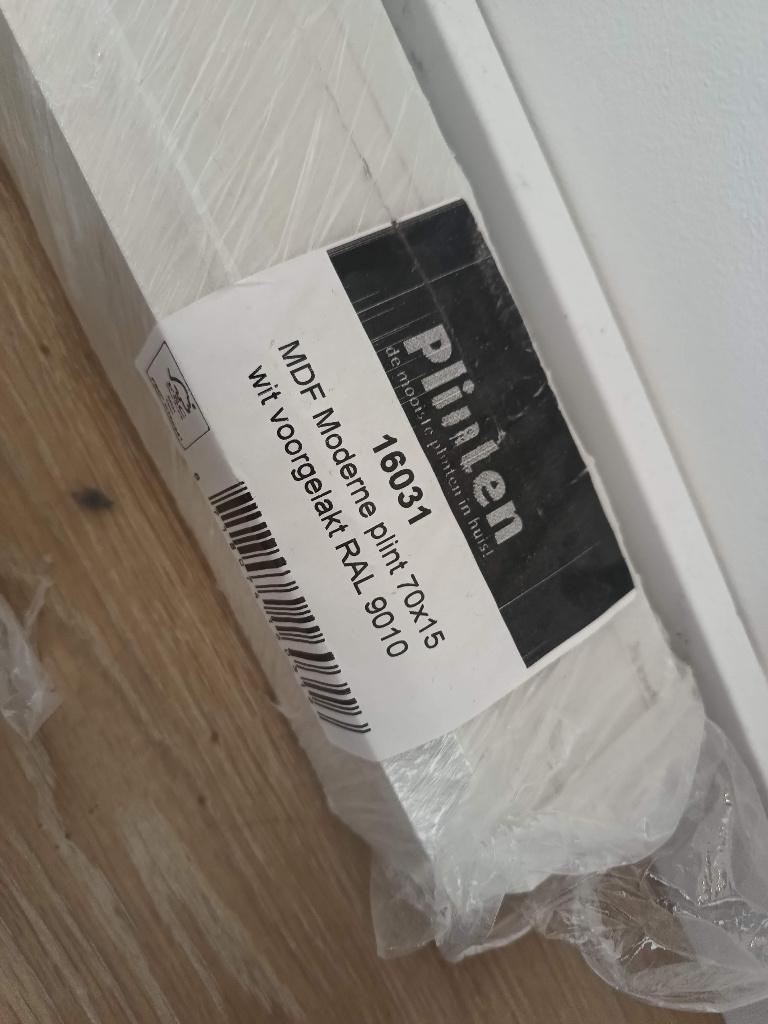 Plinten
de mooiste plinten in huis!
16031
MDF Moderne plint 70x15
wit voorgelakt RAL 9010